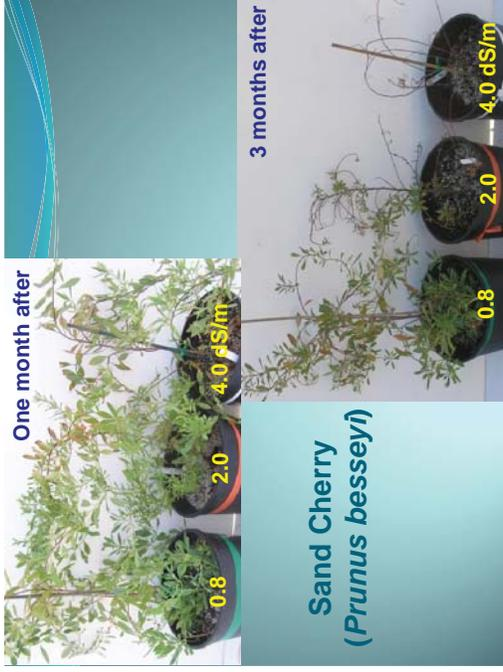 One month after
0.8
2.0
4.0 dS/m
Sand Cherry
(Prunus besseyi)
3 months after
0.8
2.0
4.0 dS/m